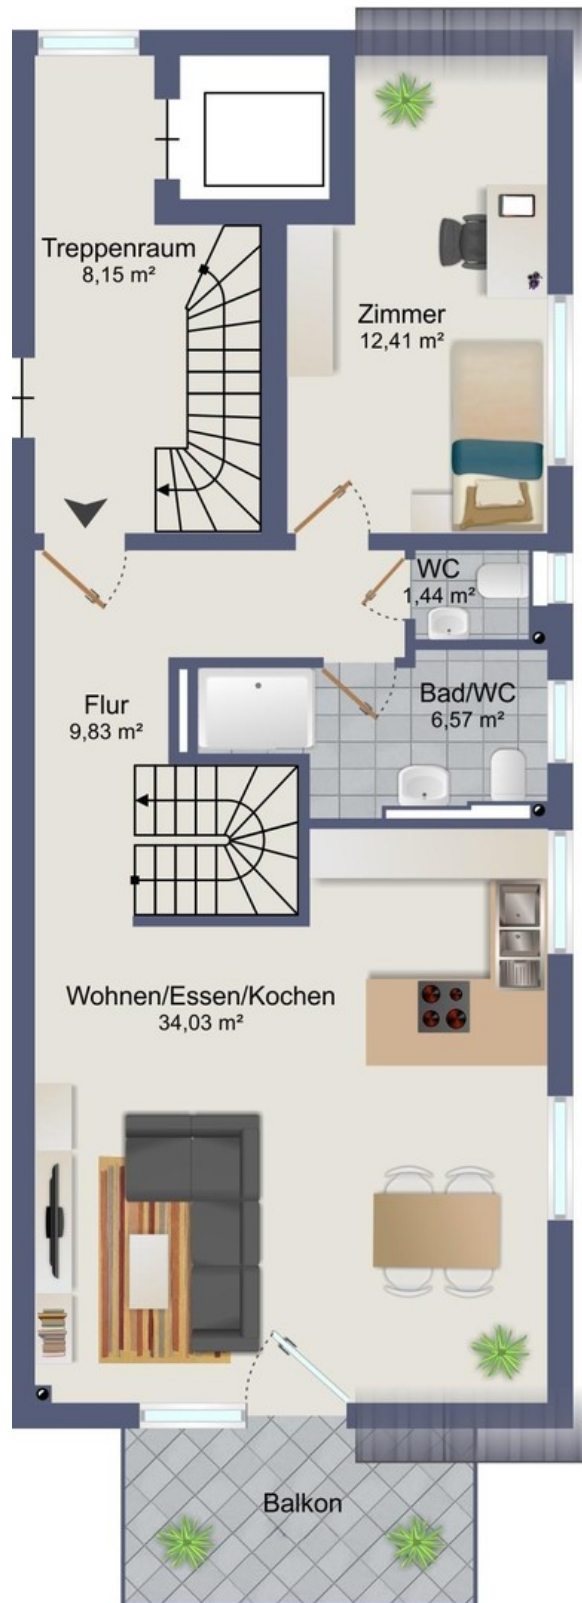 Treppenraum
8,15 m²
Zimmer
12,41 m²
WC
1,44 m²
Flur
9,83 m²
Bad/WC
6,57 m²
Wohnen/Essen/Kochen
34,03 m²
Balkon